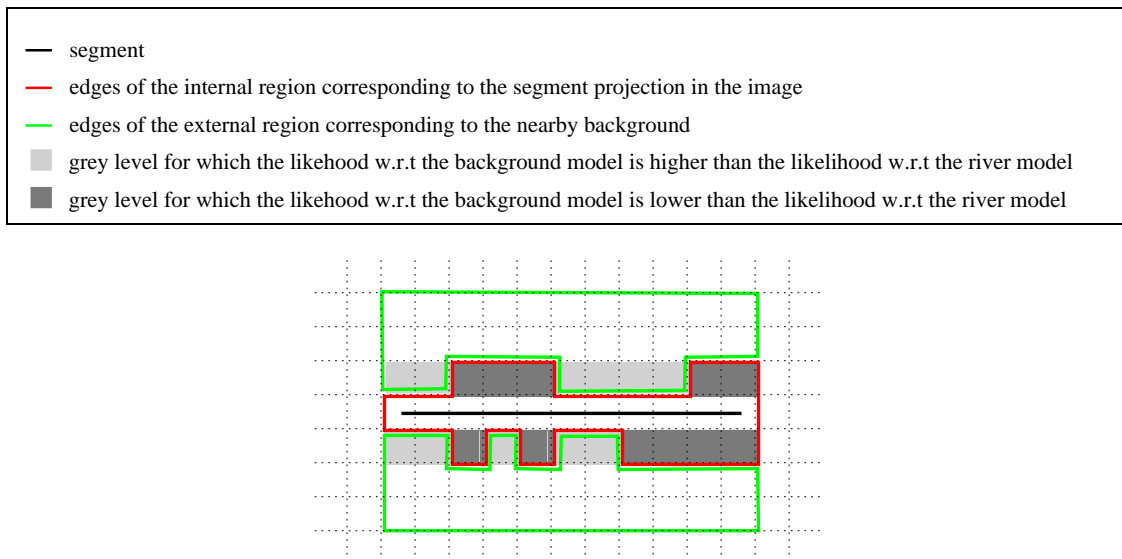 segment
edges of the internal region corresponding to the segment projection in the image
edges of the external region corresponding to the nearby background
grey level for which the likehood w.r.t the background model is higher than the likelihood w.r.t the river model
grey level for which the likehood w.r.t the background model is lower than the likelihood w.r.t the river model